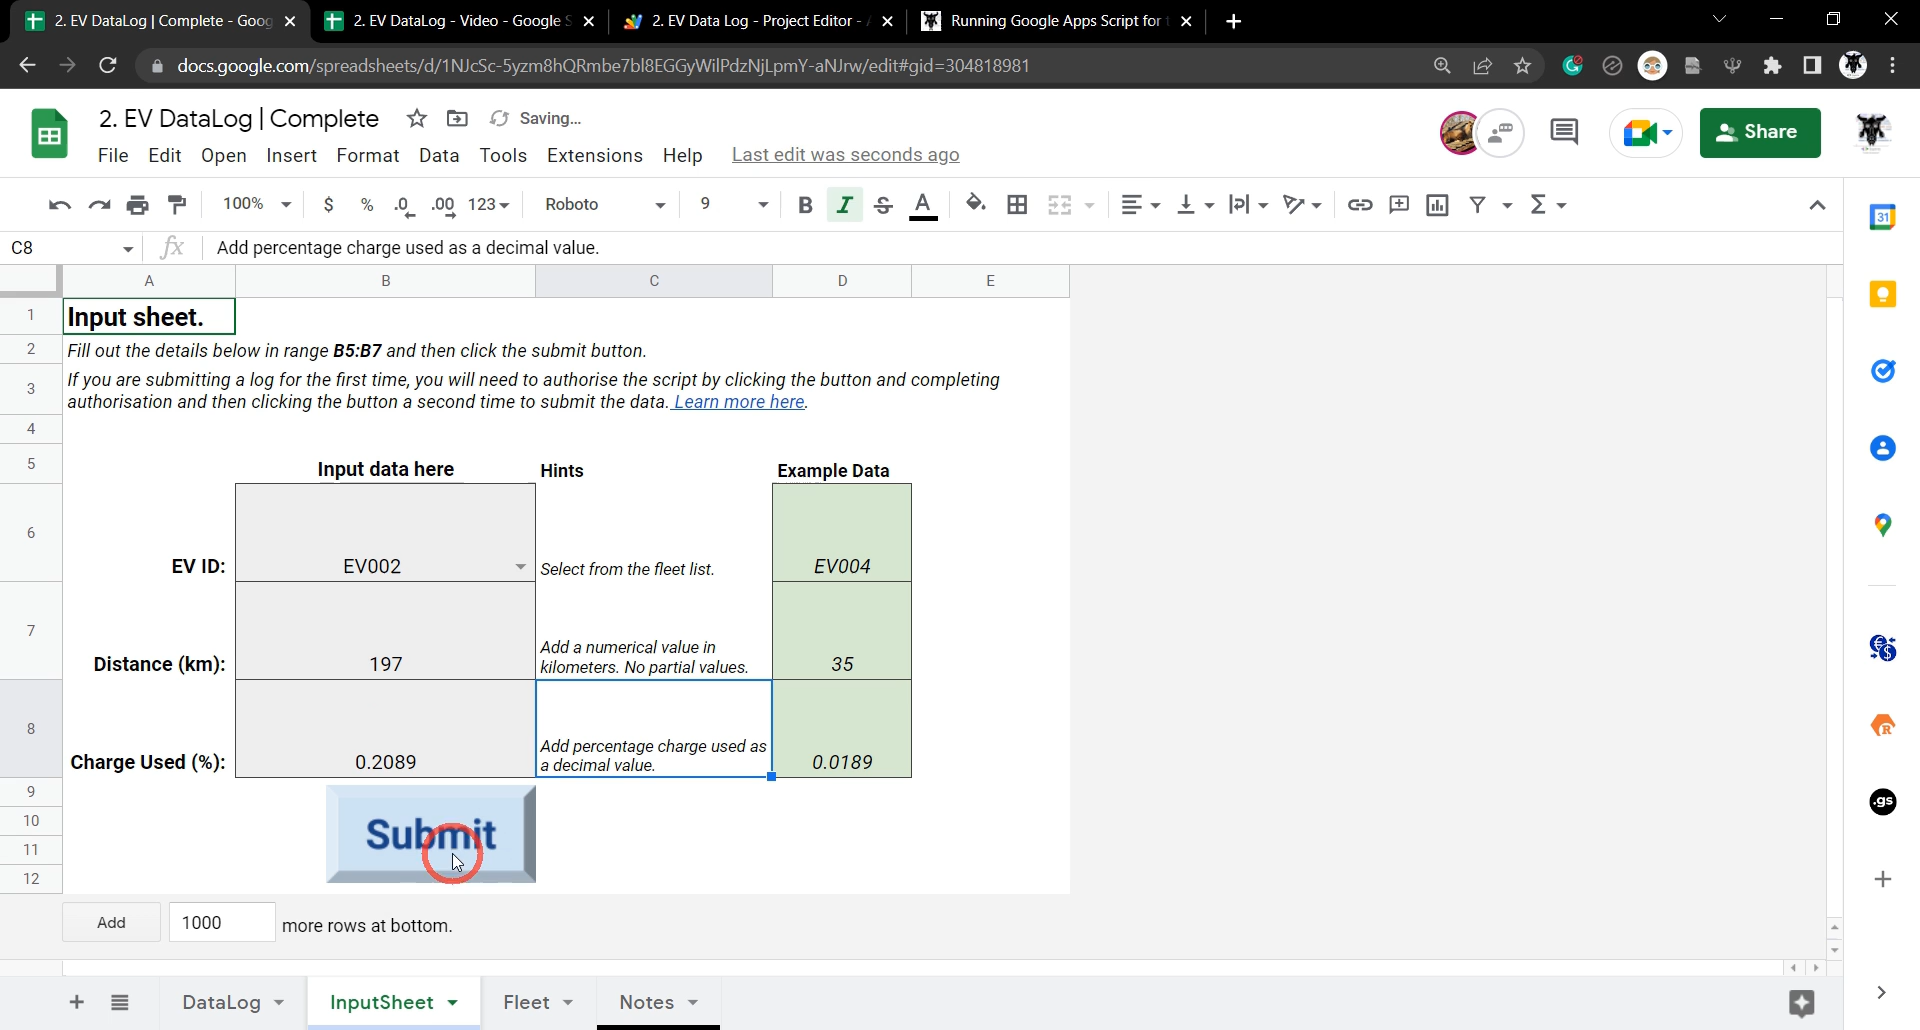 2. EV DataLog | Complete - Goog
2. EV DataLog - Video - Google S
2. EV Data Log - Project Editor - A
Running Google Apps Script for t
docs.google.com/spreadsheets/d/1NJcSc-5yzm8hQRmbe7bl8EGGyWilPdzNjLpmY-aNJrw/edit#gid=304818981
2. EV DataLog | Complete
Saving...
File Edit Open Insert Format Data Tools Extensions Help Last edit was seconds ago
Share
100% $ % .0 .00 123 Roboto 9 B I S A
31
C8 fx Add percentage charge used as a decimal value.
A B C D E
1 Input sheet.
2 Fill out the details below in range B5:B7 and then click the submit button.
3 If you are submitting a log for the first time, you will need to authorise the script by clicking the button and completing
authorisation and then clicking the button a second time to submit the data. Learn more here.
4
5 Input data here Hints Example Data
6 EV ID: EV002 Select from the fleet list. EV004
7 Distance (km): 197 Add a numerical value in
kilometers. No partial values. 35
8 Charge Used (%): 0.2089 Add percentage charge used as
a decimal value. 0.0189
9
10
11
12
Submit
.gs
Add 1000 more rows at bottom.
DataLog InputSheet Fleet Notes